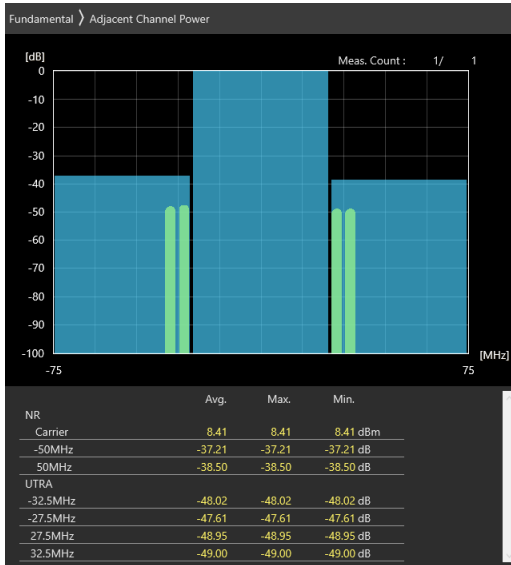 Fundamental 〉 Adjacent Channel Power
[dB]
Meas. Count : 1/ 1
0
-10
-20
-30
-40
-50
-60
-70
-80
-90
-100
[MHz]
-75 75
Avg. Max. Min.
NR
Carrier 8.41 8.41 8.41 dBm
-50MHz -37.21 -37.21 -37.21 dB
50MHz -38.50 -38.50 -38.50 dB
UTRA
-32.5MHz -48.02 -48.02 -48.02 dB
-27.5MHz -47.61 -47.61 -47.61 dB
27.5MHz -48.95 -48.95 -48.95 dB
32.5MHz -49.00 -49.00 -49.00 dB